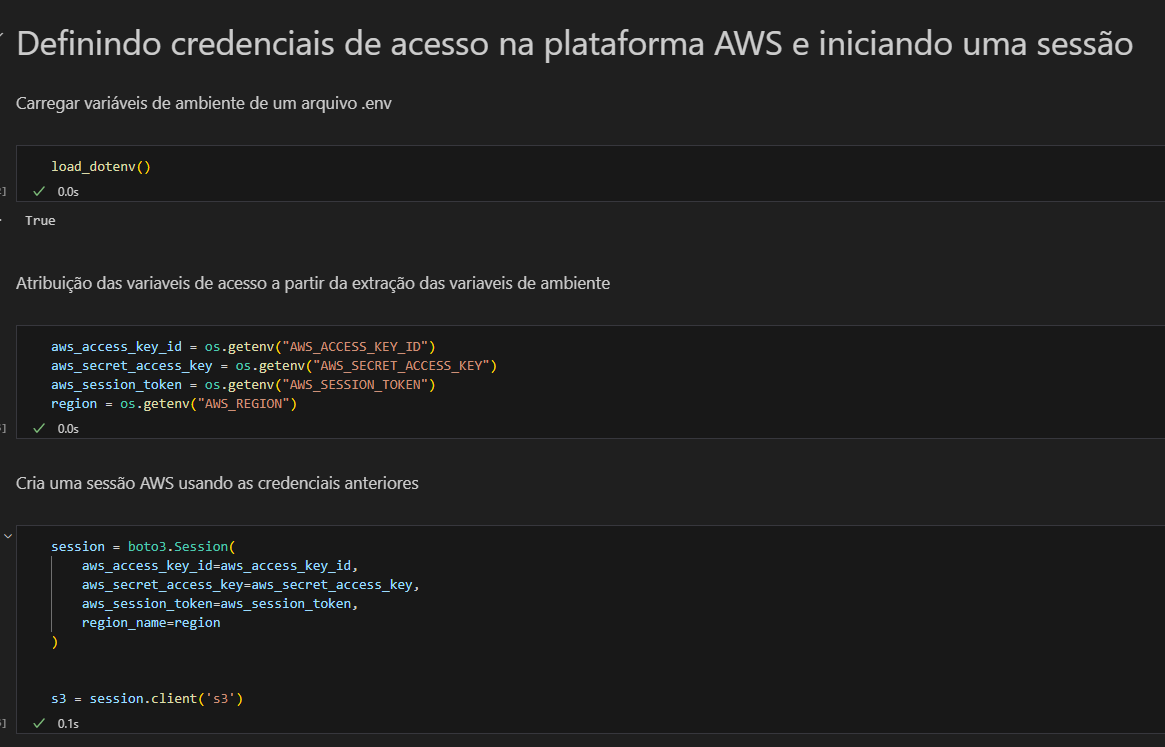 Definindo credenciais de acesso na plataforma AWS e iniciando uma sessão
Carregar variáveis de ambiente de um arquivo .env
load_dotenv()
0.0s
True
Atribuição das variaveis de acesso a partir da extração das variaveis de ambiente
aws_access_key_id = os.getenv("AWS_ACCESS_KEY_ID")
aws_secret_access_key = os.getenv("AWS_SECRET_ACCESS_KEY")
aws_session_token = os.getenv("AWS_SESSION_TOKEN")
region = os.getenv("AWS_REGION")
0.0s
Cria uma sessão AWS usando as credenciais anteriores
session = boto3.Session(
    aws_access_key_id=aws_access_key_id,
    aws_secret_access_key=aws_secret_access_key,
    aws_session_token=aws_session_token,
    region_name=region
)
s3 = session.client('s3')
0.1s